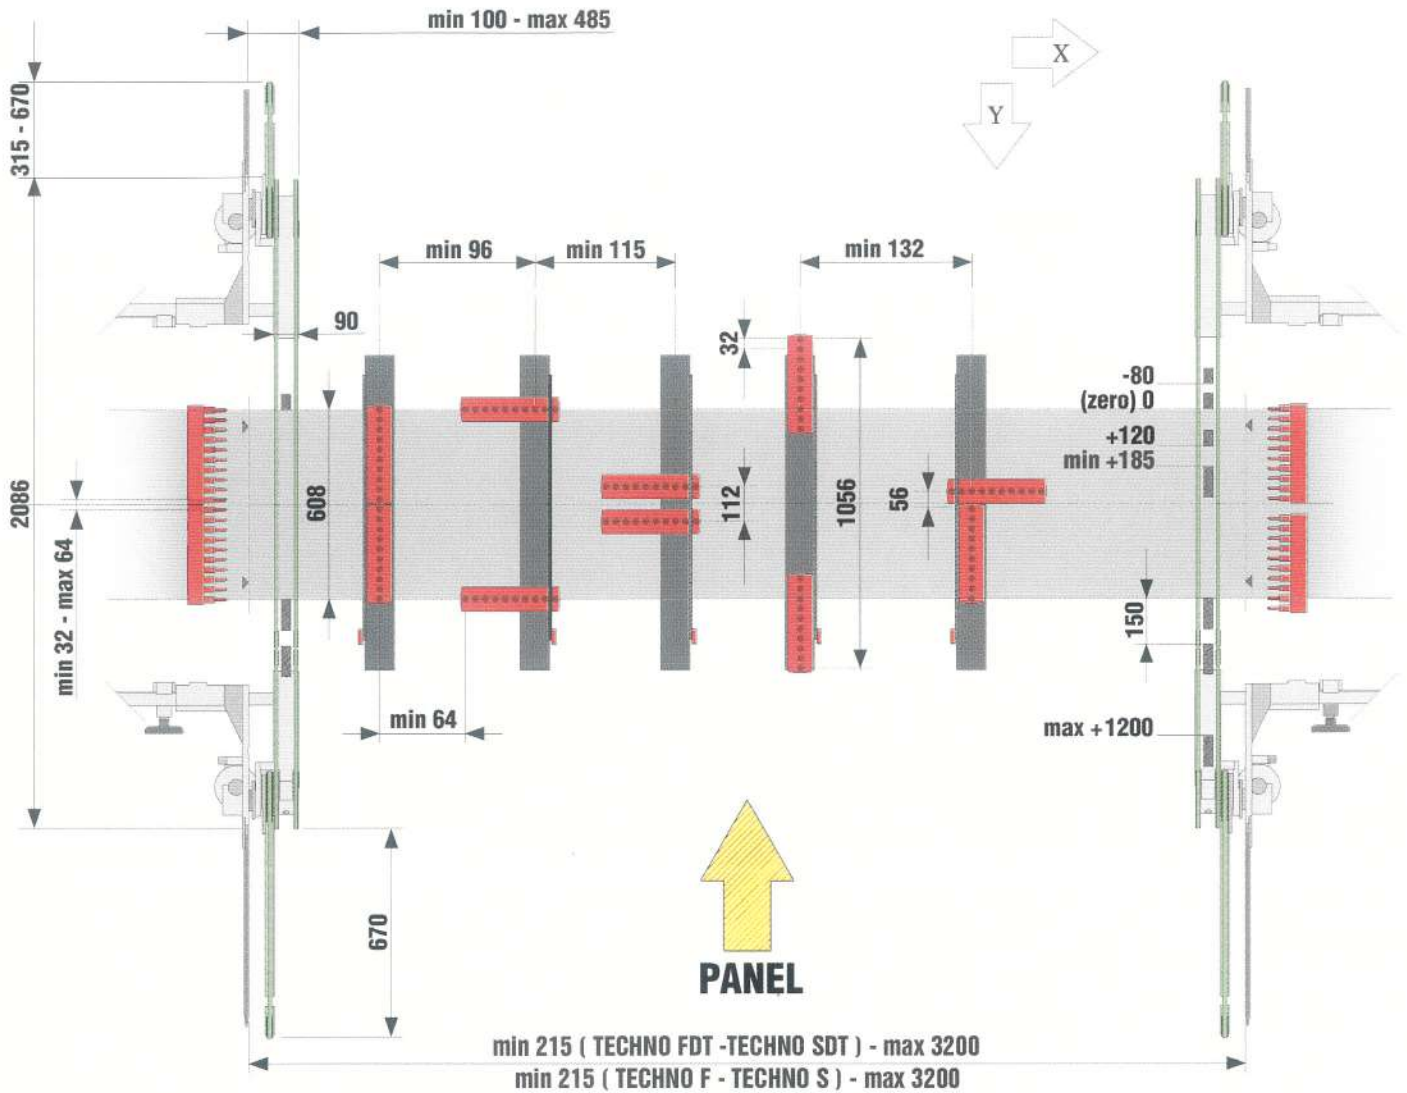 min 100 - max 485
X
Y
315 - 670
min 96
min 115
min 132
90
32
-80
(zero) 0
+120
min +185
2086
608
112
1056
56
min 32 - max 64
150
min 64
max +1200
670
PANEL
min 215 ( TECHNO FDT -TECHNO SDT ) - max 3200
min 215 ( TECHNO F - TECHNO S ) - max 3200